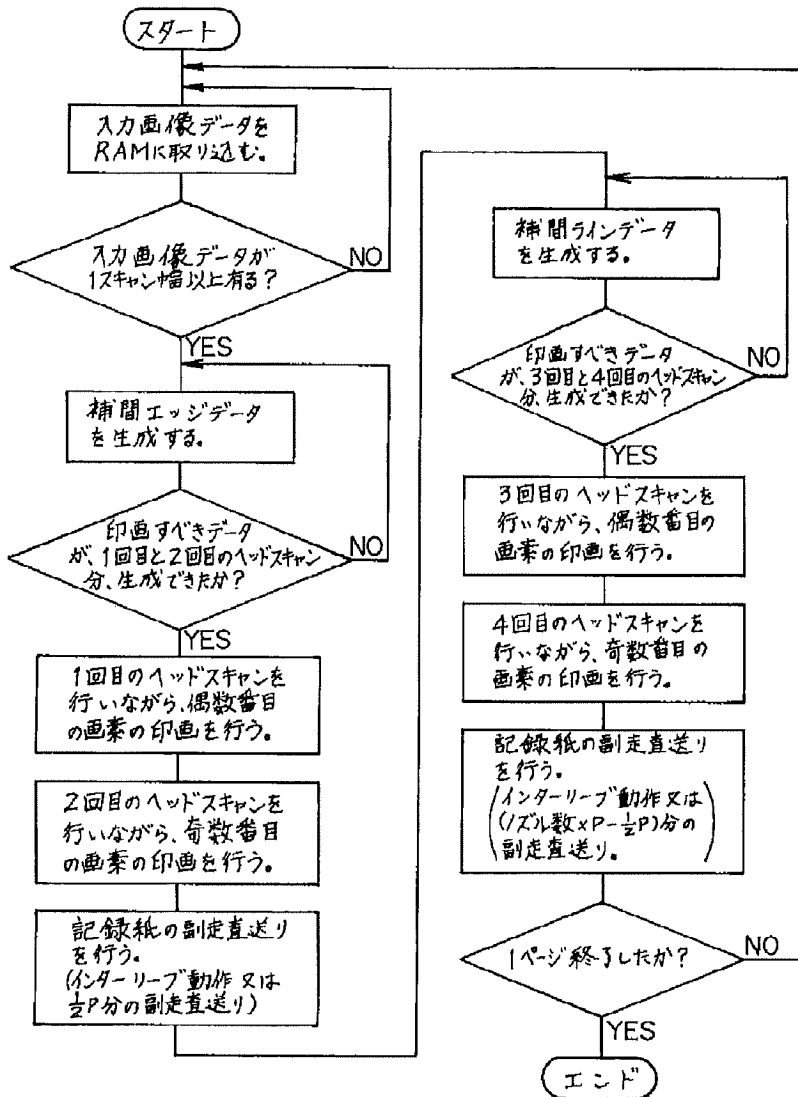 スタート
入力画像データを
RAMに取り込む。
入力画像データが
1スキャン幅以上有る?
NO
YES
補間エッジデータ
を生成する。
印画すべきデータ
が、1回目と2回目のヘッドスキャン
分、生成できたか?
NO
YES
1回目のヘッドスキャンを
行いながら、偶数番目
の画素の印画を行う。
2回目のヘッドスキャンを
行いながら、奇数番目
の画素の印画を行う。
記録紙の副走査送り
を行う。
(インターリーブ動作又は
1/2P分の副走査送り)
補間ラインデータ
を生成する。
印画すべきデータ
が、3回目と4回目のヘッドスキャン
分、生成できたか?
NO
YES
3回目のヘッドスキャンを
行いながら、偶数番目の
画素の印画を行う。
4回目のヘッドスキャンを
行いながら、奇数番目の
画素の印画を行う。
記録紙の副走査送り
を行う。
(インターリーブ動作又は
(ノズル数×P-1/2P)分の
副走査送り。)
1ページ終了したか?
NO
YES
エンド